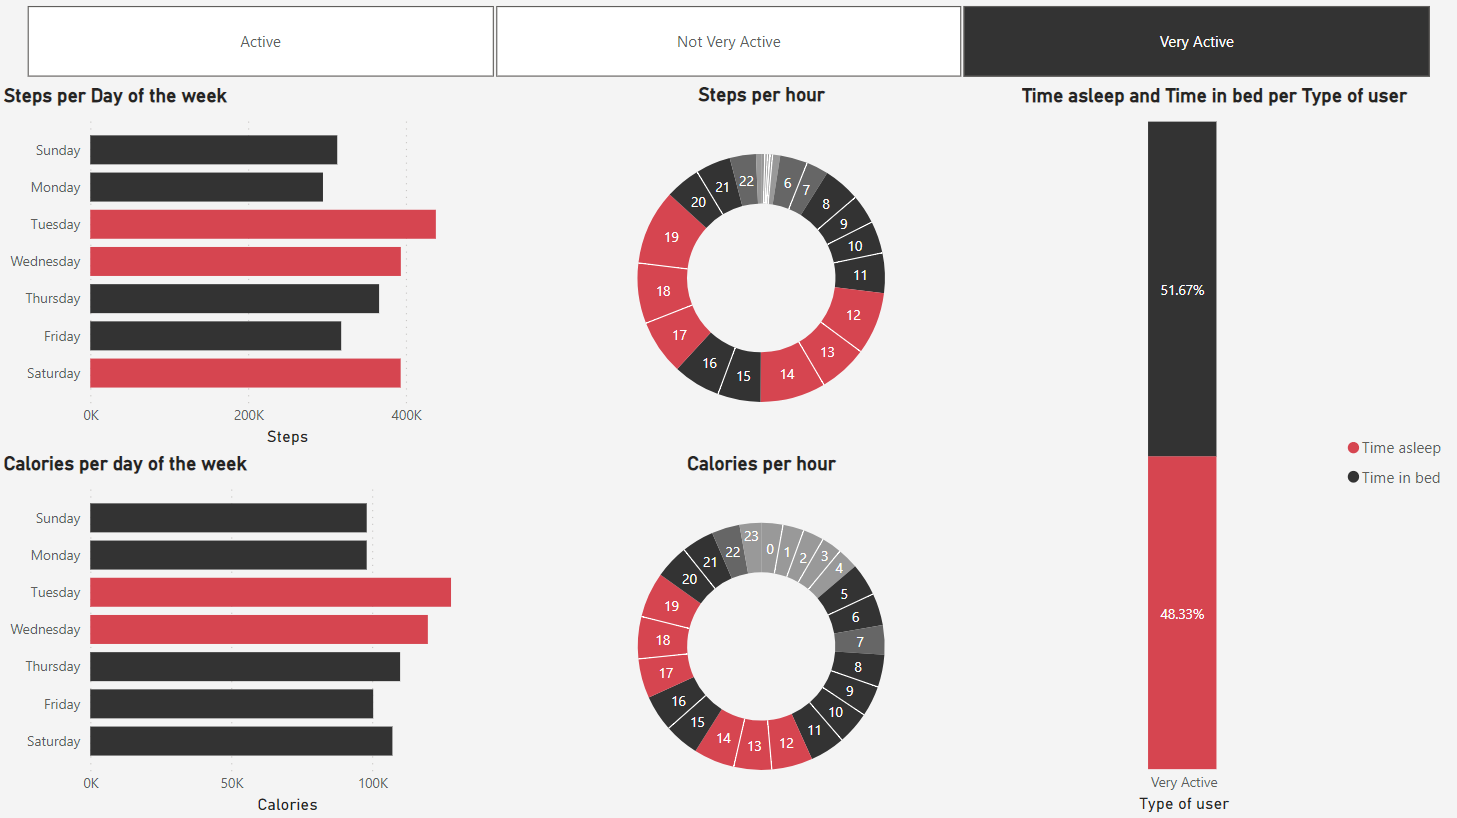 Active
Not Very Active
Very Active
Steps per Day of the week
Sunday
Monday
Tuesday
Wednesday
Thursday
Friday
Saturday
0K
200K
400K
Steps
Steps per hour
6
7
8
9
10
11
12
13
14
15
16
17
18
19
20
21
22
Time asleep and Time in bed per Type of user
51.67%
48.33%
Very Active
Type of user
Time asleep
Time in bed
Calories per day of the week
Sunday
Monday
Tuesday
Wednesday
Thursday
Friday
Saturday
0K
50K
100K
Calories
Calories per hour
0
1
2
3
4
5
6
7
8
9
10
11
12
13
14
15
16
17
18
19
20
21
22
23